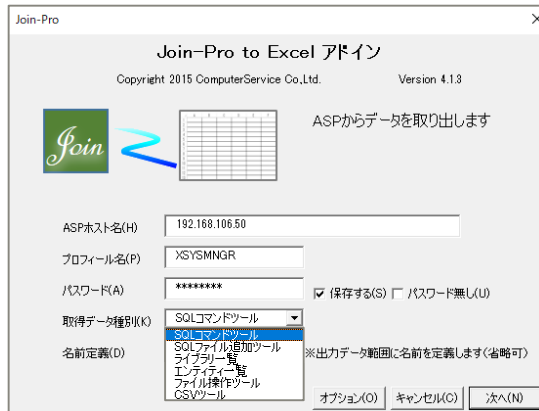 Join-Pro
Join-Pro to Excel アドイン
Copyright 2015 ComputerService Co,Ltd. Version 4.1.3
Join
ASPからデータを取り出します
ASPホスト名(H) 192.168.106.50
プロフィール名(P) XSYSMNGR
パスワード(A) ******** 保存する(S) パスワード無し(U)
取得データ種別(K) SQLコマンドツール
SQLコマンドツール
SQLファイル追加ツール
名前定義(D) ライブラリ一覧 ※出力データ範囲に名前を定義します(省略可)
エンティティ一覧
ファイル操作ツール
CSVツール
オプション(O) キャンセル(C) 次へ(N)